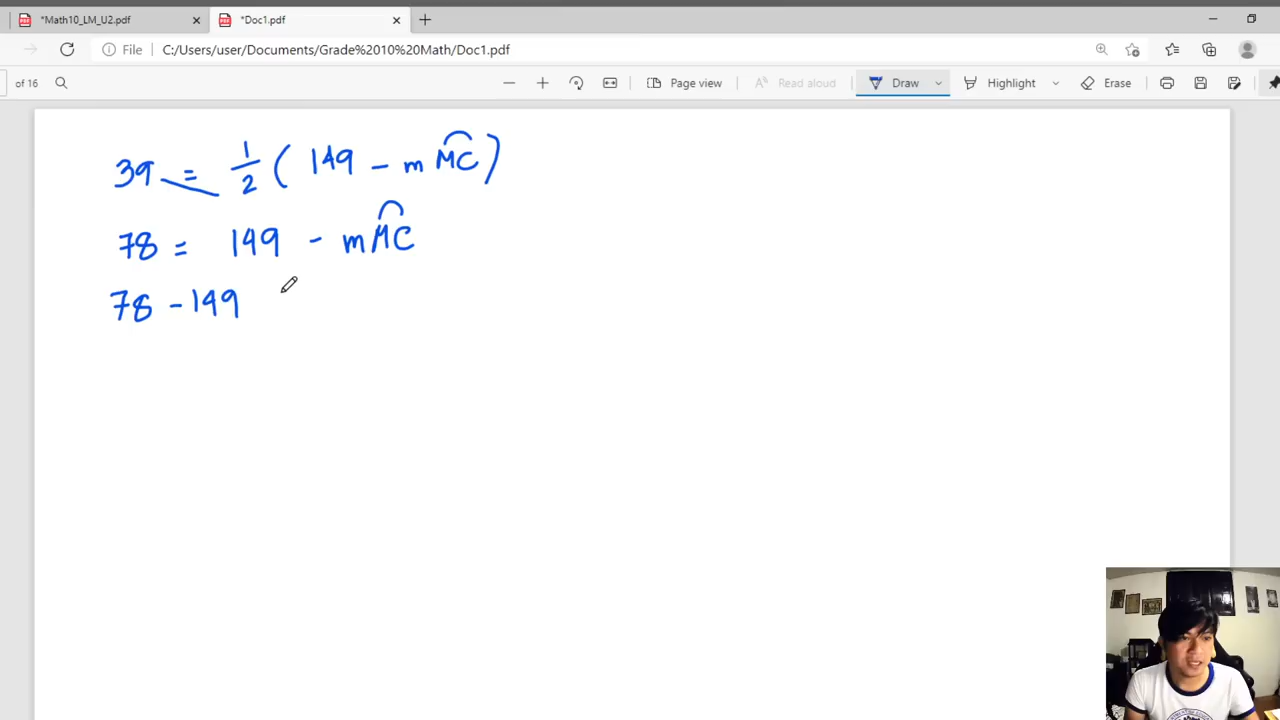 *Math10_LM_U2.pdf
*Doc1.pdf
File C:/Users/user/Documents/Grade%2010%20Math/Doc1.pdf
of 16 Page view Read aloud Draw Highlight Erase
39 = 1/2 ( 149 - m MC )
78 = 149 - m MC
78 - 149